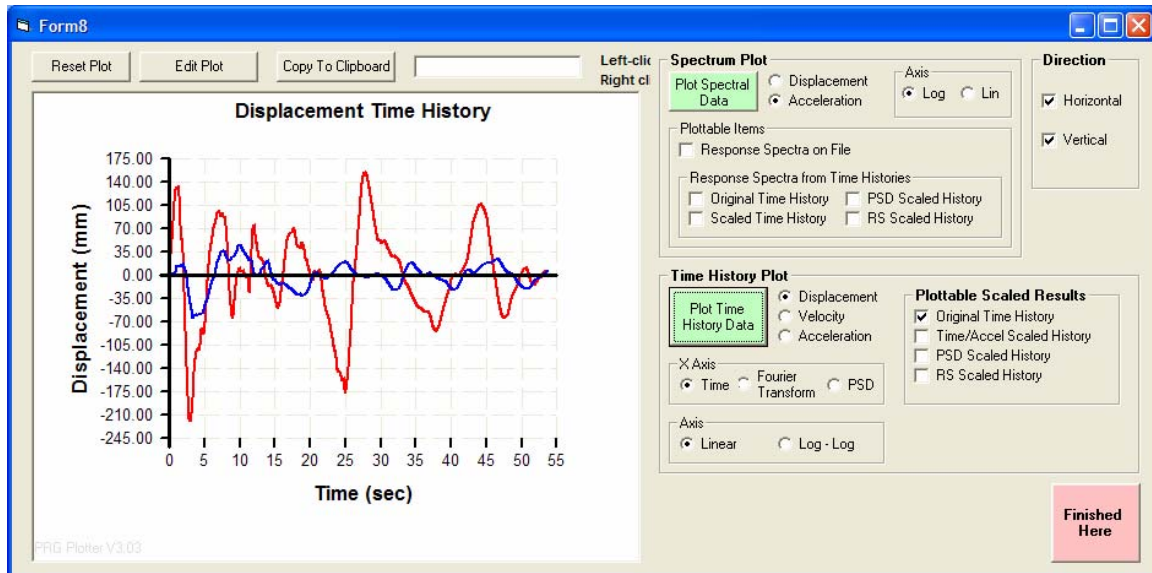 Form8
Reset Plot
Edit Plot
Copy To Clipboard
Left-clic
Right cli
Displacement Time History
175.00
140.00
105.00
70.00
35.00
0.00
-35.00
-70.00
-105.00
-140.00
-175.00
-210.00
-245.00
Displacement (mm)
0 5 10 15 20 25 30 35 40 45 50 55
Time (sec)
PRG Plotter V3.03
Spectrum Plot
Plot Spectral
Data
Displacement
Acceleration
Axis
Log Lin
Plottable Items
Response Spectra on File
Response Spectra from Time Histories
Original Time History PSD Scaled History
Scaled Time History RS Scaled History
Direction
Horizontal
Vertical
Time History Plot
Plot Time
History Data
Displacement
Velocity
Acceleration
X Axis
Time Fourier
Transform PSD
Axis
Linear Log - Log
Plottable Scaled Results
Original Time History
Time/Accel Scaled History
PSD Scaled History
RS Scaled History
Finished
Here